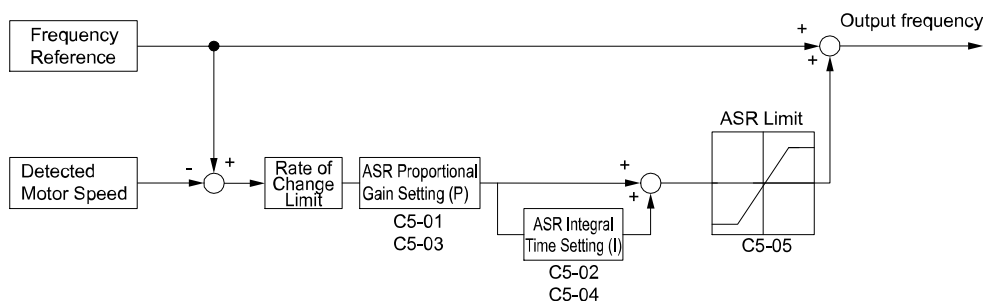 Frequency
Reference
+
+
Output frequency
Detected
Motor Speed
-
+
Rate of
Change
Limit
ASR Proportional
Gain Setting (P)
C5-01
C5-03
+
+
ASR Integral
Time Setting (I)
C5-02
C5-04
ASR Limit
C5-05